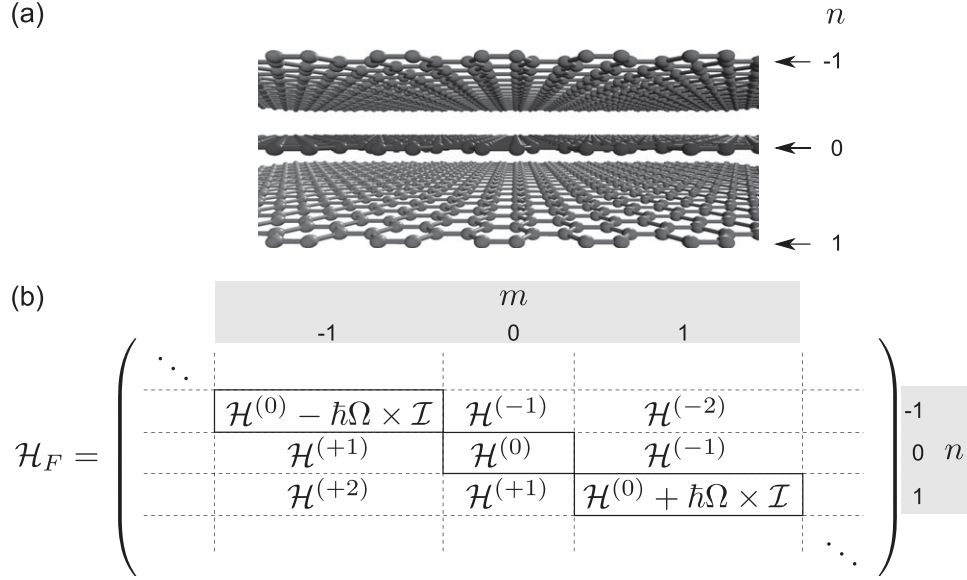 (a)
n
-1
0
1
(b)
m
-1 0 1
⋱
ℋ^{(0)} − ℏΩ × ℐ ℋ^{(−1)} ℋ^{(−2)} -1
ℋ_F = ℋ^{(+1)} ℋ^{(0)} ℋ^{(−1)} 0 n
ℋ^{(+2)} ℋ^{(+1)} ℋ^{(0)} + ℏΩ × ℐ 1
⋱